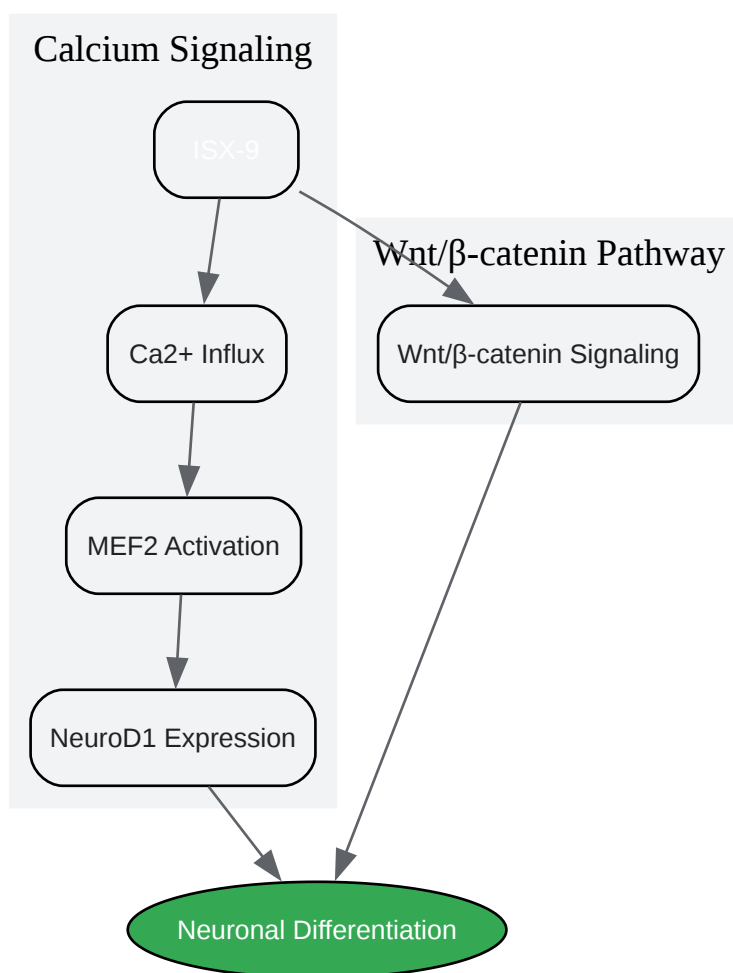 Calcium Signaling
ISX-9
Wnt/β-catenin Pathway
Ca2+ Influx
Wnt/β-catenin Signaling
MEF2 Activation
NeuroD1 Expression
Neuronal Differentiation